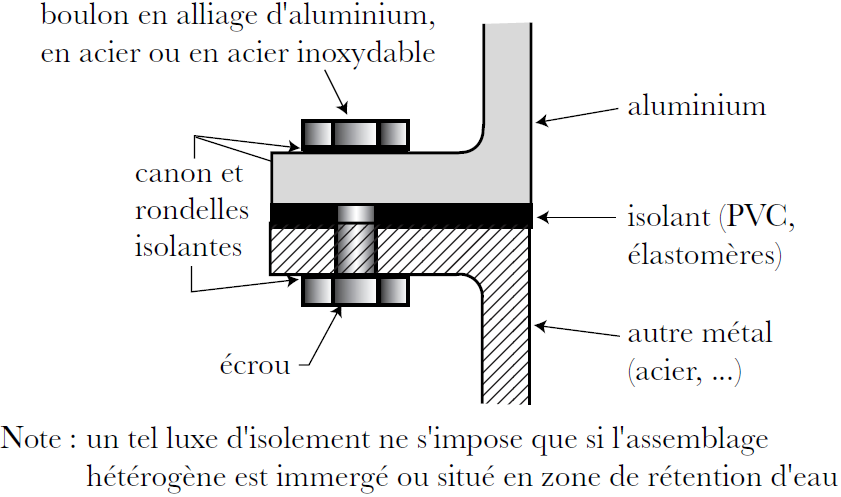 boulon en alliage d'aluminium,
en acier ou en acier inoxydable
aluminium
canon et
rondelles
isolantes
isolant (PVC,
élastomères)
écrou
autre métal
(acier, ...)
Note : un tel luxe d'isolement ne s'impose que si l'assemblage
hétérogène est immergé ou situé en zone de rétention d'eau